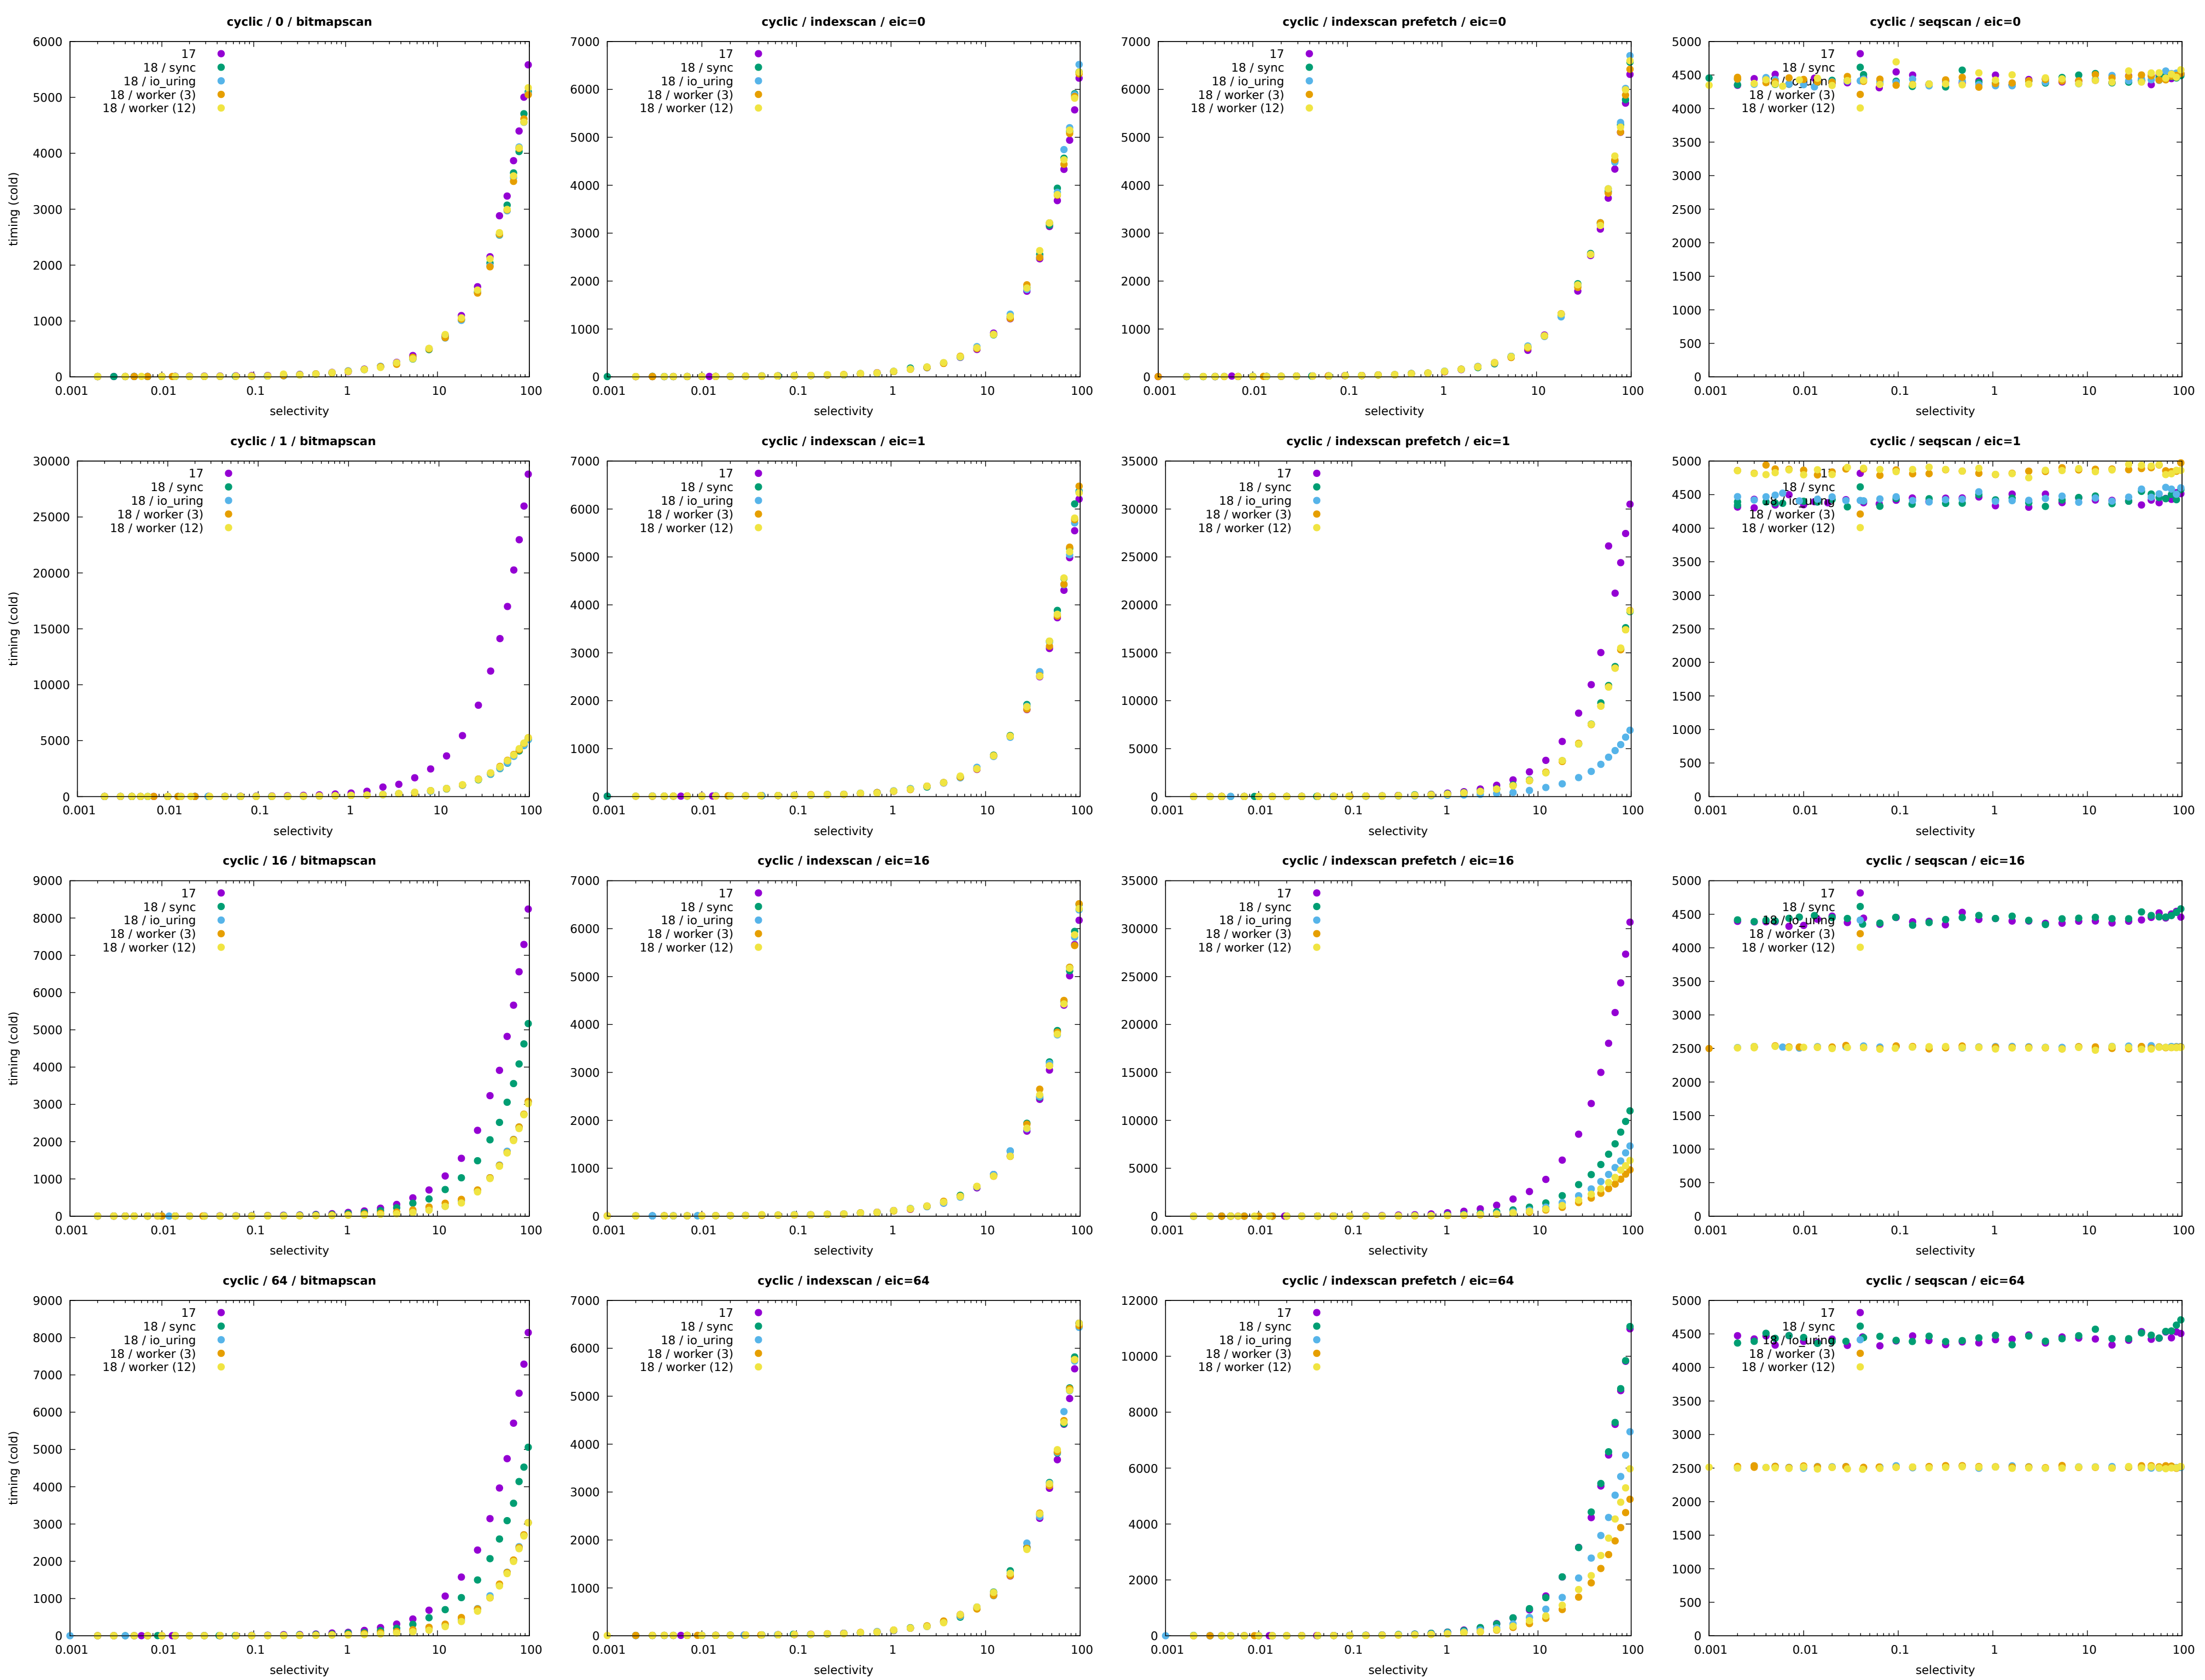 cyclic / 0 / bitmapscan
timing (cold)
6000
5000
4000
3000
2000
1000
0
17
18 / sync
18 / io_uring
18 / worker (3)
18 / worker (12)
0.001 0.01 0.1 1 10 100
selectivity
cyclic / indexscan / eic=0
7000
6000
5000
4000
3000
2000
1000
0
17
18 / sync
18 / io_uring
18 / worker (3)
18 / worker (12)
0.001 0.01 0.1 1 10 100
selectivity
cyclic / indexscan prefetch / eic=0
7000
6000
5000
4000
3000
2000
1000
0
17
18 / sync
18 / io_uring
18 / worker (3)
18 / worker (12)
0.001 0.01 0.1 1 10 100
selectivity
cyclic / seqscan / eic=0
5000
4500
4000
3500
3000
2500
2000
1500
1000
500
0
17
18 / sync
18 / io_uring
18 / worker (3)
18 / worker (12)
0.001 0.01 0.1 1 10 100
selectivity
cyclic / 1 / bitmapscan
timing (cold)
30000
25000
20000
15000
10000
5000
0
17
18 / sync
18 / io_uring
18 / worker (3)
18 / worker (12)
0.001 0.01 0.1 1 10 100
selectivity
cyclic / indexscan / eic=1
7000
6000
5000
4000
3000
2000
1000
0
17
18 / sync
18 / io_uring
18 / worker (3)
18 / worker (12)
0.001 0.01 0.1 1 10 100
selectivity
cyclic / indexscan prefetch / eic=1
35000
30000
25000
20000
15000
10000
5000
0
17
18 / sync
18 / io_uring
18 / worker (3)
18 / worker (12)
0.001 0.01 0.1 1 10 100
selectivity
cyclic / seqscan / eic=1
5000
4500
4000
3500
3000
2500
2000
1500
1000
500
0
17
18 / sync
18 / io_uring
18 / worker (3)
18 / worker (12)
0.001 0.01 0.1 1 10 100
selectivity
cyclic / 16 / bitmapscan
timing (cold)
9000
8000
7000
6000
5000
4000
3000
2000
1000
0
17
18 / sync
18 / io_uring
18 / worker (3)
18 / worker (12)
0.001 0.01 0.1 1 10 100
selectivity
cyclic / indexscan / eic=16
7000
6000
5000
4000
3000
2000
1000
0
17
18 / sync
18 / io_uring
18 / worker (3)
18 / worker (12)
0.001 0.01 0.1 1 10 100
selectivity
cyclic / indexscan prefetch / eic=16
35000
30000
25000
20000
15000
10000
5000
0
17
18 / sync
18 / io_uring
18 / worker (3)
18 / worker (12)
0.001 0.01 0.1 1 10 100
selectivity
cyclic / seqscan / eic=16
5000
4500
4000
3500
3000
2500
2000
1500
1000
500
0
17
18 / sync
18 / io_uring
18 / worker (3)
18 / worker (12)
0.001 0.01 0.1 1 10 100
selectivity
cyclic / 64 / bitmapscan
timing (cold)
9000
8000
7000
6000
5000
4000
3000
2000
1000
0
17
18 / sync
18 / io_uring
18 / worker (3)
18 / worker (12)
0.001 0.01 0.1 1 10 100
selectivity
cyclic / indexscan / eic=64
7000
6000
5000
4000
3000
2000
1000
0
17
18 / sync
18 / io_uring
18 / worker (3)
18 / worker (12)
0.001 0.01 0.1 1 10 100
selectivity
cyclic / indexscan prefetch / eic=64
12000
10000
8000
6000
4000
2000
0
17
18 / sync
18 / io_uring
18 / worker (3)
18 / worker (12)
0.001 0.01 0.1 1 10 100
selectivity
cyclic / seqscan / eic=64
5000
4500
4000
3500
3000
2500
2000
1500
1000
500
0
17
18 / sync
18 / io_uring
18 / worker (3)
18 / worker (12)
0.001 0.01 0.1 1 10 100
selectivity